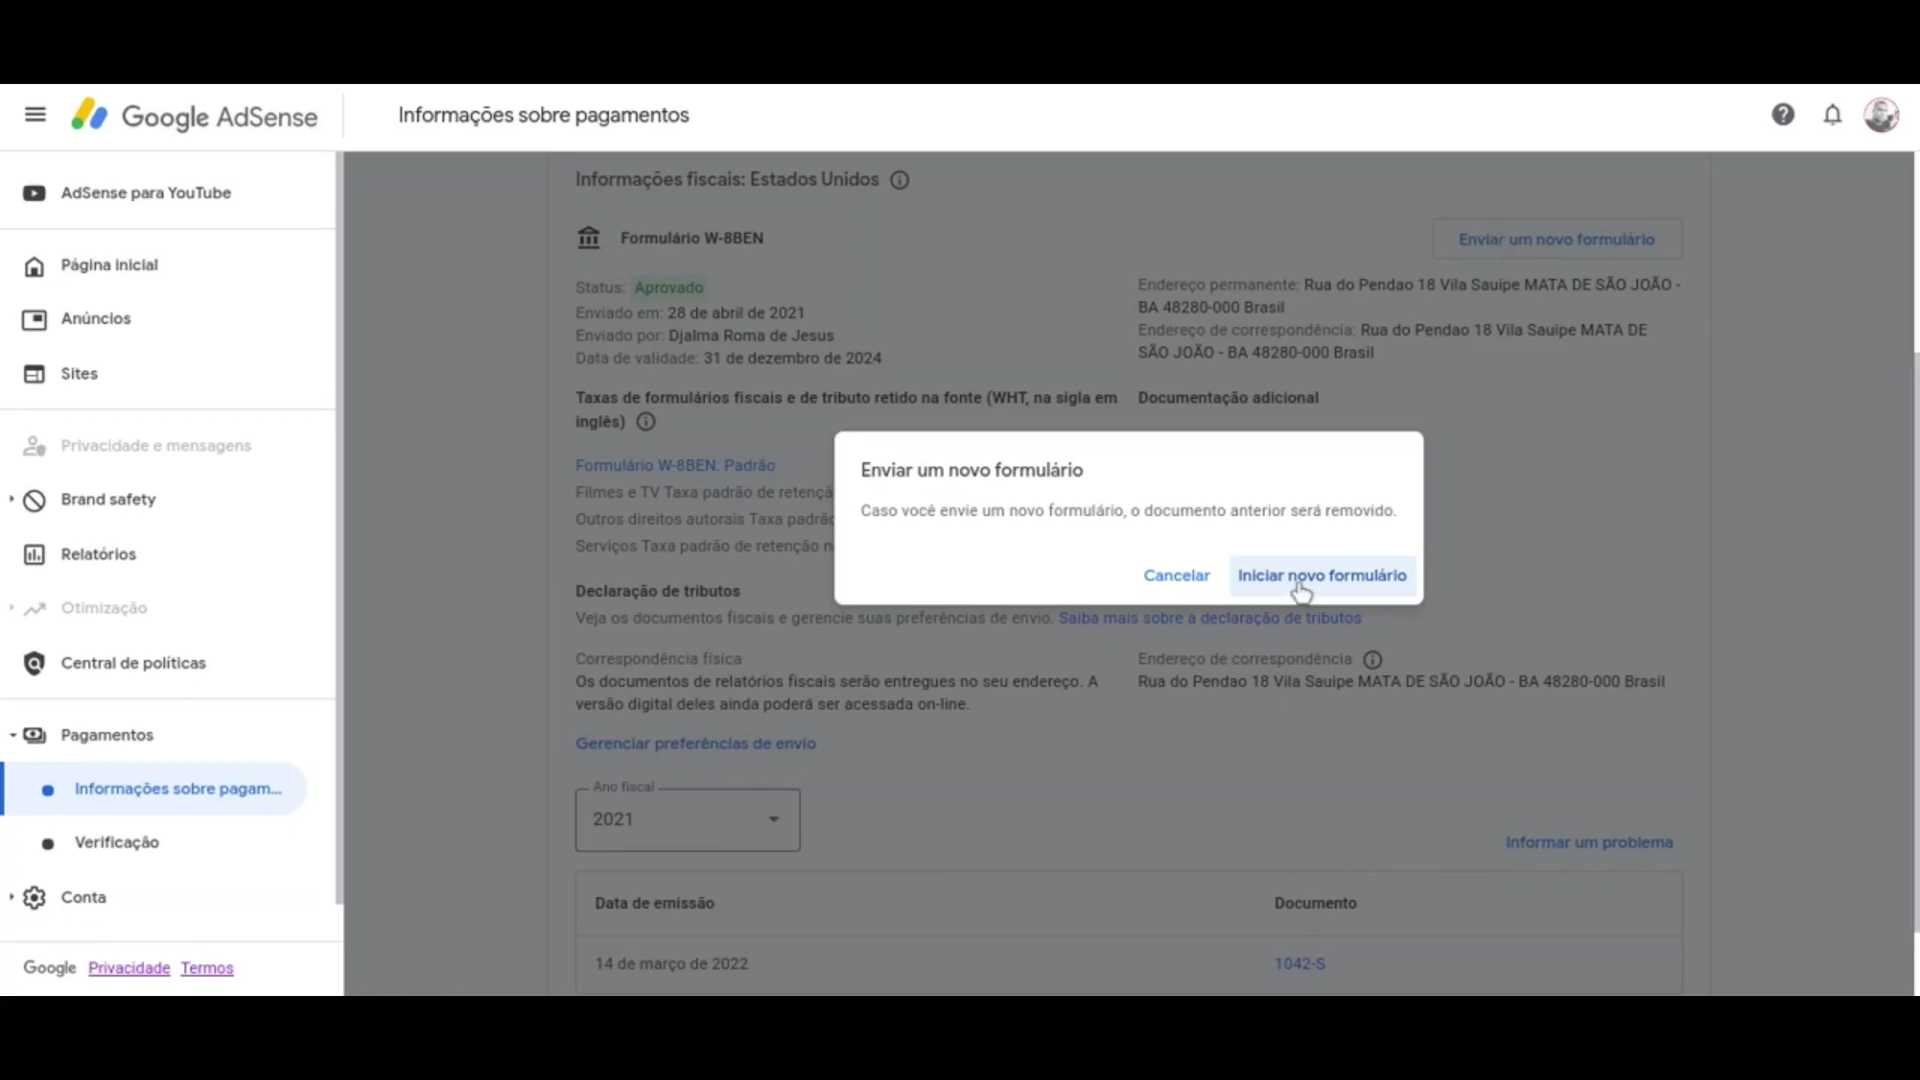 Google AdSense
Informações sobre pagamentos
AdSense para YouTube
Página inicial
Anúncios
Sites
Privacidade e mensagens
Brand safety
Relatórios
Otimização
Central de políticas
Pagamentos
Informações sobre pagam...
Verificação
Conta
Google Privacidade Termos
Informações fiscais: Estados Unidos
Formulário W-8BEN
Enviar um novo formulário
Status: Aprovado
Enviado em: 28 de abril de 2021
Enviado por: Djalma Roma de Jesus
Data de validade: 31 de dezembro de 2024
Endereço permanente: Rua do Pendao 18 Vila Sauipe MATA DE SÃO JOÃO -
BA 48280-000 Brasil
Endereço de correspondência: Rua do Pendao 18 Vila Sauipe MATA DE
SÃO JOÃO - BA 48280-000 Brasil
Taxas de formulários fiscais e de tributo retido na fonte (WHT, na sigla em
inglês)
Documentação adicional
Formulário W-8BEN: Padrão
Filmes e TV Taxa padrão de
Outros direitos autorais Taxa
Serviços Taxa padrão de retenção
Enviar um novo formulário
Caso você envie um novo formulário, o documento anterior será removido.
Cancelar
Iniciar novo formulário
Declaração de tributos
Veja os documentos fiscais e gerencie suas preferências de envio. Saiba mais sobre a declaração de tributos
Correspondência física
Os documentos de relatórios fiscais serão entregues no seu endereço. A
versão digital deles ainda poderá ser acessada on-line.
Endereço de correspondência
Rua do Pendao 18 Vila Sauipe MATA DE SÃO JOÃO - BA 48280-000 Brasil
Gerenciar preferências de envio
Ano fiscal
2021
Informar um problema
Data de emissão
Documento
14 de março de 2022
1042-S